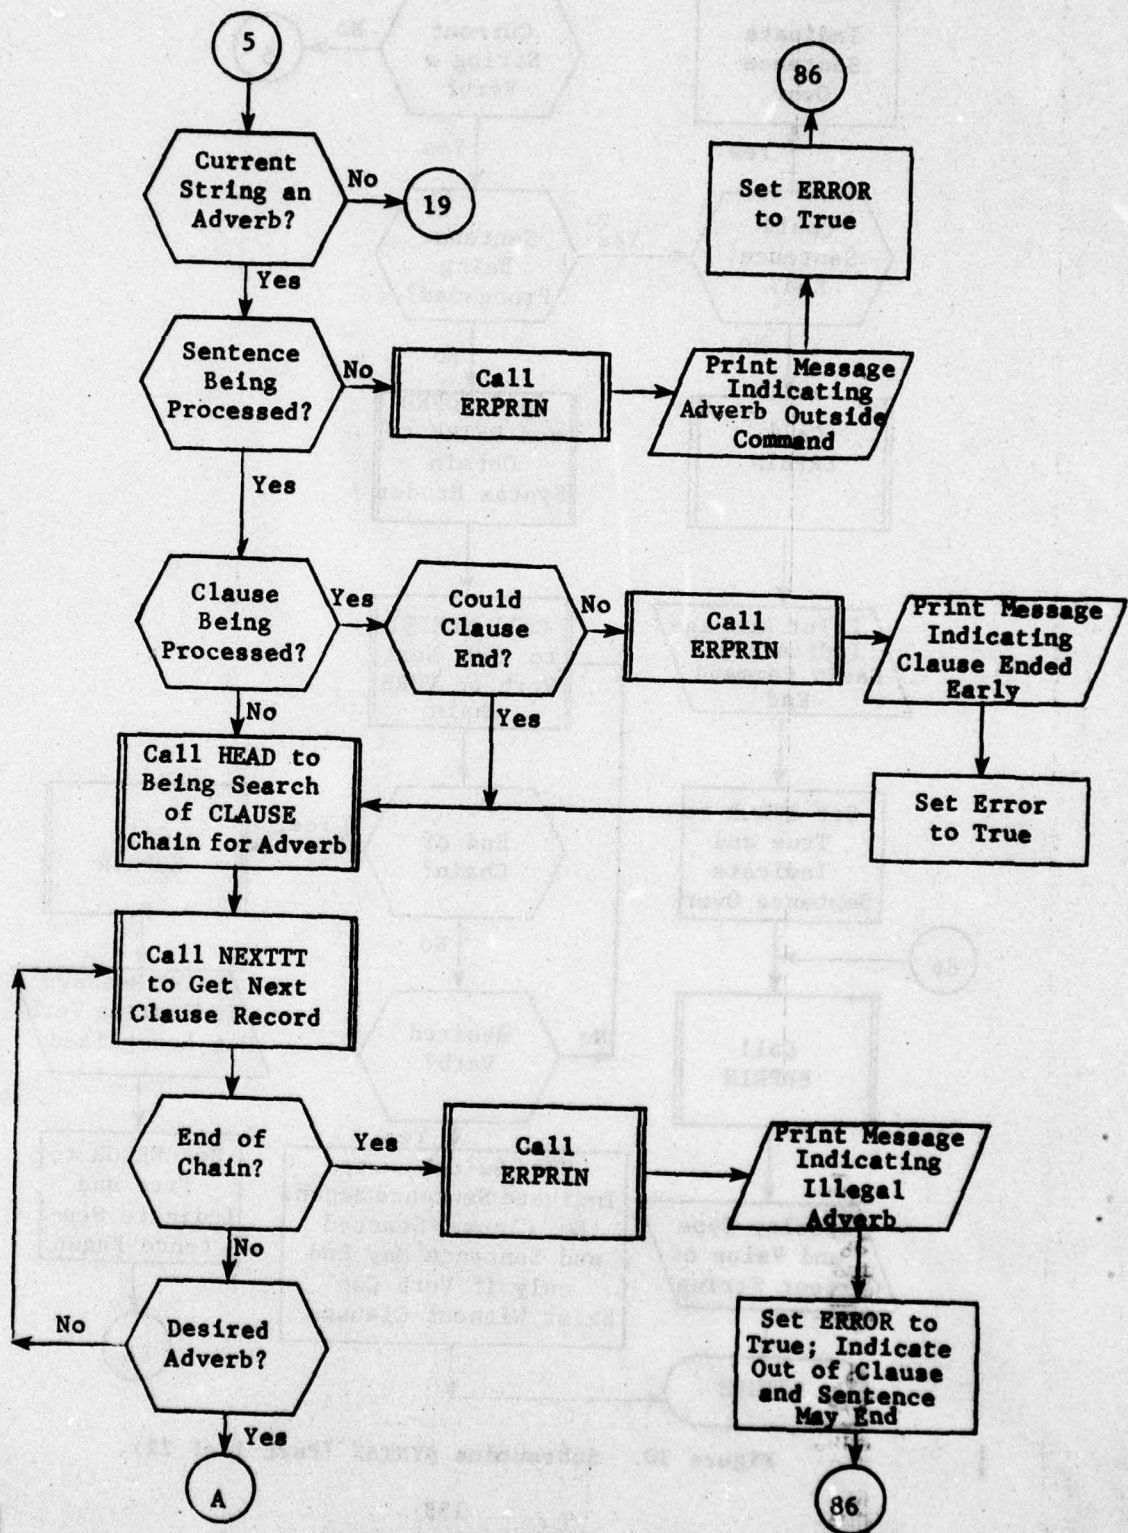 5
86
Current
String an
Adverb?
No
19
Set ERROR
to True
Yes
Sentence
Being
Processed?
No
Call
ERPRIN
Print Message
Indicating
Adverb Outside
Command
Yes
Clause
Being
Processed?
Yes
Could
Clause
End?
No
Call
ERPRIN
Print Message
Indicating
Clause Ended
Early
No
Yes
Call HEAD to
Being Search
of CLAUSE
Chain for Adverb
Set Error
to True
Call NEXTTT
to Get Next
Clause Record
End of
Chain?
Yes
Call
ERPRIN
Print Message
Indicating
Illegal
Adverb
No
No
Desired
Adverb?
Set ERROR to
True; Indicate
Out of Clause
and Sentence
May End
Yes
A
86